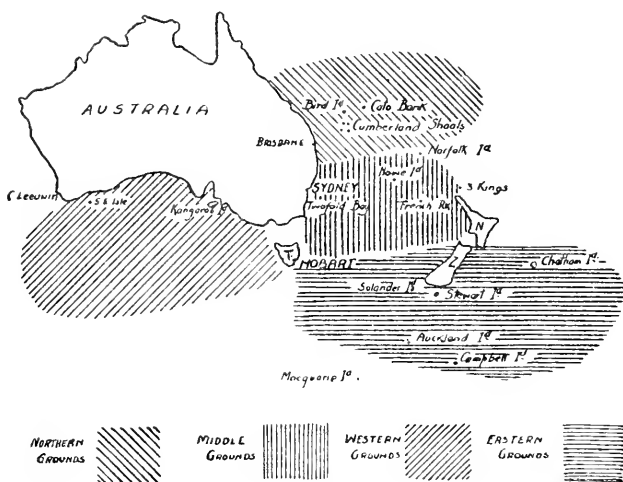 AUSTRALIA
Bird Iᵈ
Cato Bank
Cumberland Shoals
BRISBANE
Norfolk Iᵈ
Howe Iᵈ
C Leeuwin
SYDNEY
3 Kings
Kangaroo Iᵈ
Twofold Bay
French Rk
N
Z
T
HOBART
Chatham Iᵈ
Solander Iᵈ
Stewart Iᵈ
Auckland Iᵈ
Campbell Iᵈ
Macquarie Iᵈ
NORTHERN
GROUNDS
MIDDLE
GROUNDS
WESTERN
GROUNDS
EASTERN
GROUNDS